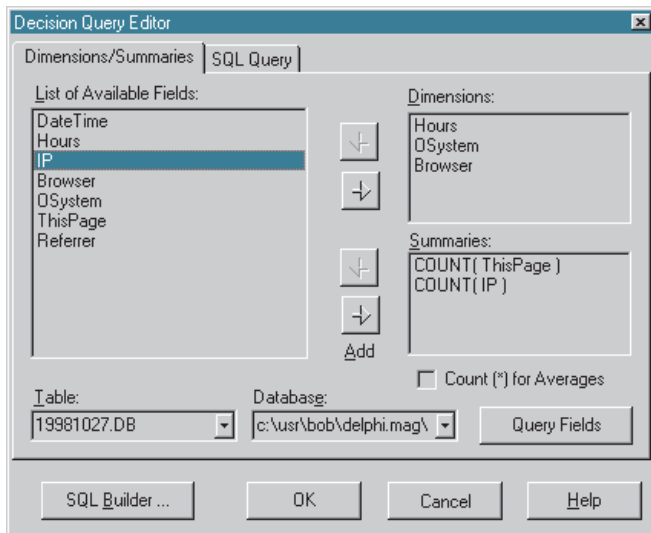 Decision Query Editor
Dimensions/Summaries
SQL Query
List of Available Fields:
DateTime
Hours
IP
Browser
OSystem
ThisPage
Referrer
Dimensions:
Hours
OSystem
Browser
Summaries:
COUNT( ThisPage )
COUNT( IP )
Add
Count (*) for Averages
Table:
19981027.DB
Database:
c:\usr\bob\delphi.mag\
Query Fields
SQL Builder ...
OK
Cancel
Help